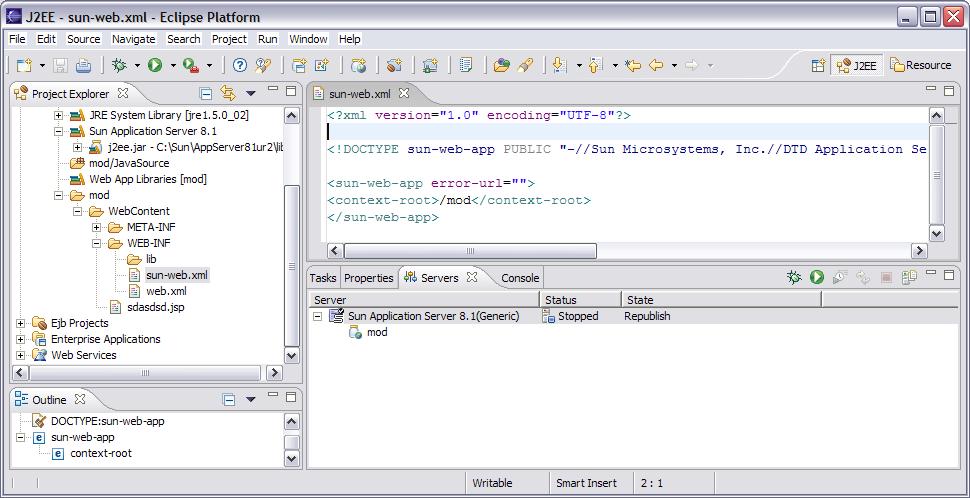 J2EE - sun-web.xml - Eclipse Platform
File Edit Source Navigate Search Project Run Window Help
J2EE Resource
Project Explorer
JRE System Library [jre1.5.0_02]
Sun Application Server 8.1
j2ee.jar - C:\Sun\AppServer81ur2\lib
mod/JavaSource
Web App Libraries [mod]
mod
WebContent
META-INF
WEB-INF
lib
sun-web.xml
web.xml
sdasdsd.jsp
Ejb Projects
Enterprise Applications
Web Services
Outline
DOCTYPE:sun-web-app
sun-web-app
context-root
sun-web.xml
<?xml version="1.0" encoding="UTF-8"?>
<!DOCTYPE sun-web-app PUBLIC "-//Sun Microsystems, Inc.//DTD Application Se
<sun-web-app error-url="">
<context-root>/mod</context-root>
</sun-web-app>
Tasks Properties Servers Console
Server Status State
Sun Application Server 8.1(Generic) Stopped Republish
mod
Writable Smart Insert 2 : 1